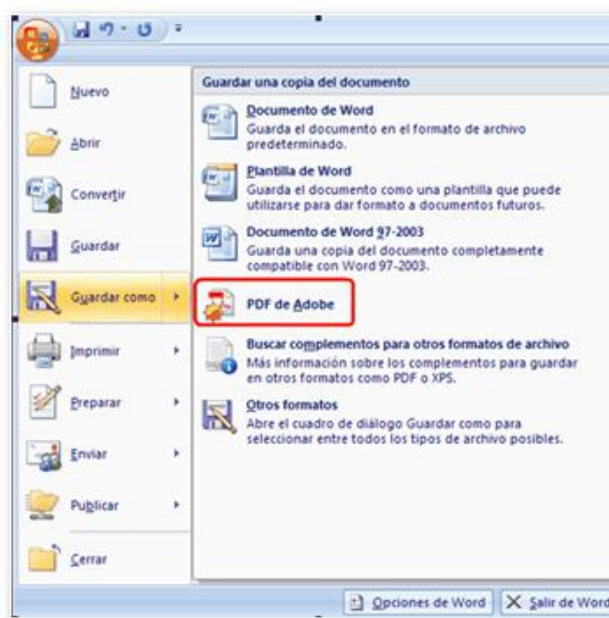 Nuevo
Abrir
Convertir
Guardar
Guardar como
Imprimir
Preparar
Enviar
Publicar
Cerrar
Guardar una copia del documento
Documento de Word
Guarda el documento en el formato de archivo
predeterminado.
Plantilla de Word
Guarda el documento como una plantilla que puede
utilizarse para dar formato a documentos futuros.
Documento de Word 97-2003
Guarda una copia del documento completamente
compatible con Word 97-2003.
PDF de Adobe
Buscar complementos para otros formatos de archivo
Más información sobre los complementos para guardar
en otros formatos como PDF o XPS.
Otros formatos
Abre el cuadro de diálogo Guardar como para
seleccionar entre todos los tipos de archivo posibles.
Opciones de Word
Salir de Word